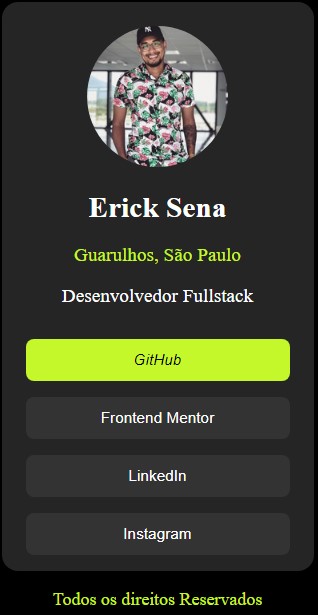 Erick Sena
Guarulhos, São Paulo
Desenvolvedor Fullstack
GitHub
Frontend Mentor
LinkedIn
Instagram
Todos os direitos Reservados